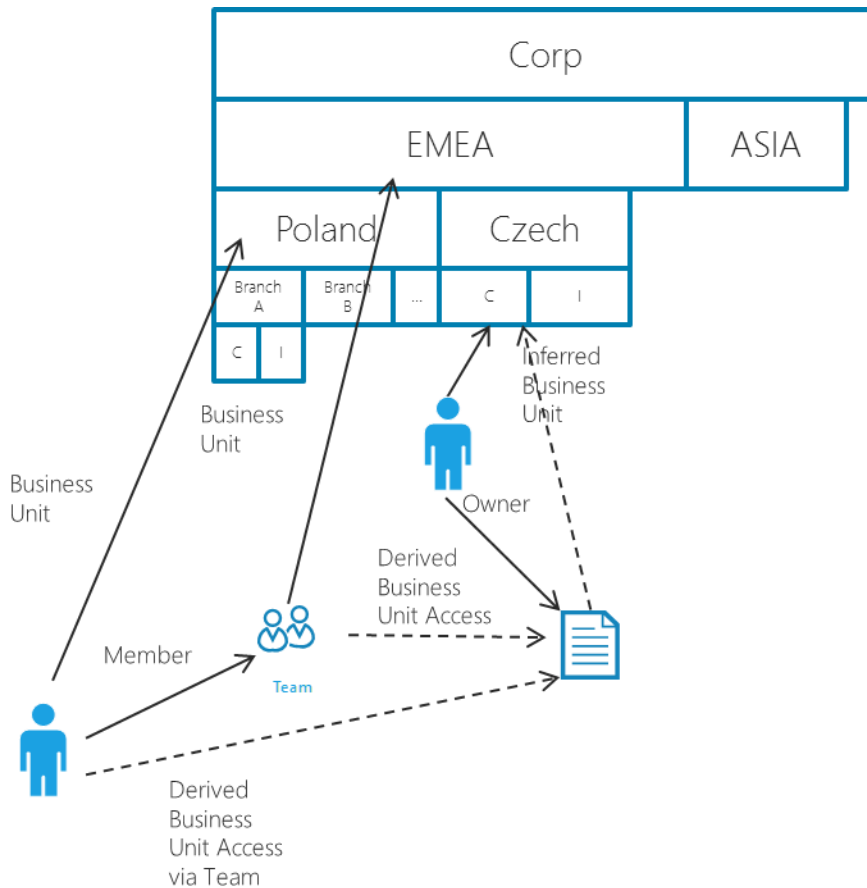 Corp
EMEA
ASIA
Poland
Czech
Branch
A
Branch
B
...
C
I
C
I
Business
Unit
Inferred
Business
Unit
Business
Unit
Owner
Derived
Business
Unit Access
Member
Team
Derived
Business
Unit Access
via Team